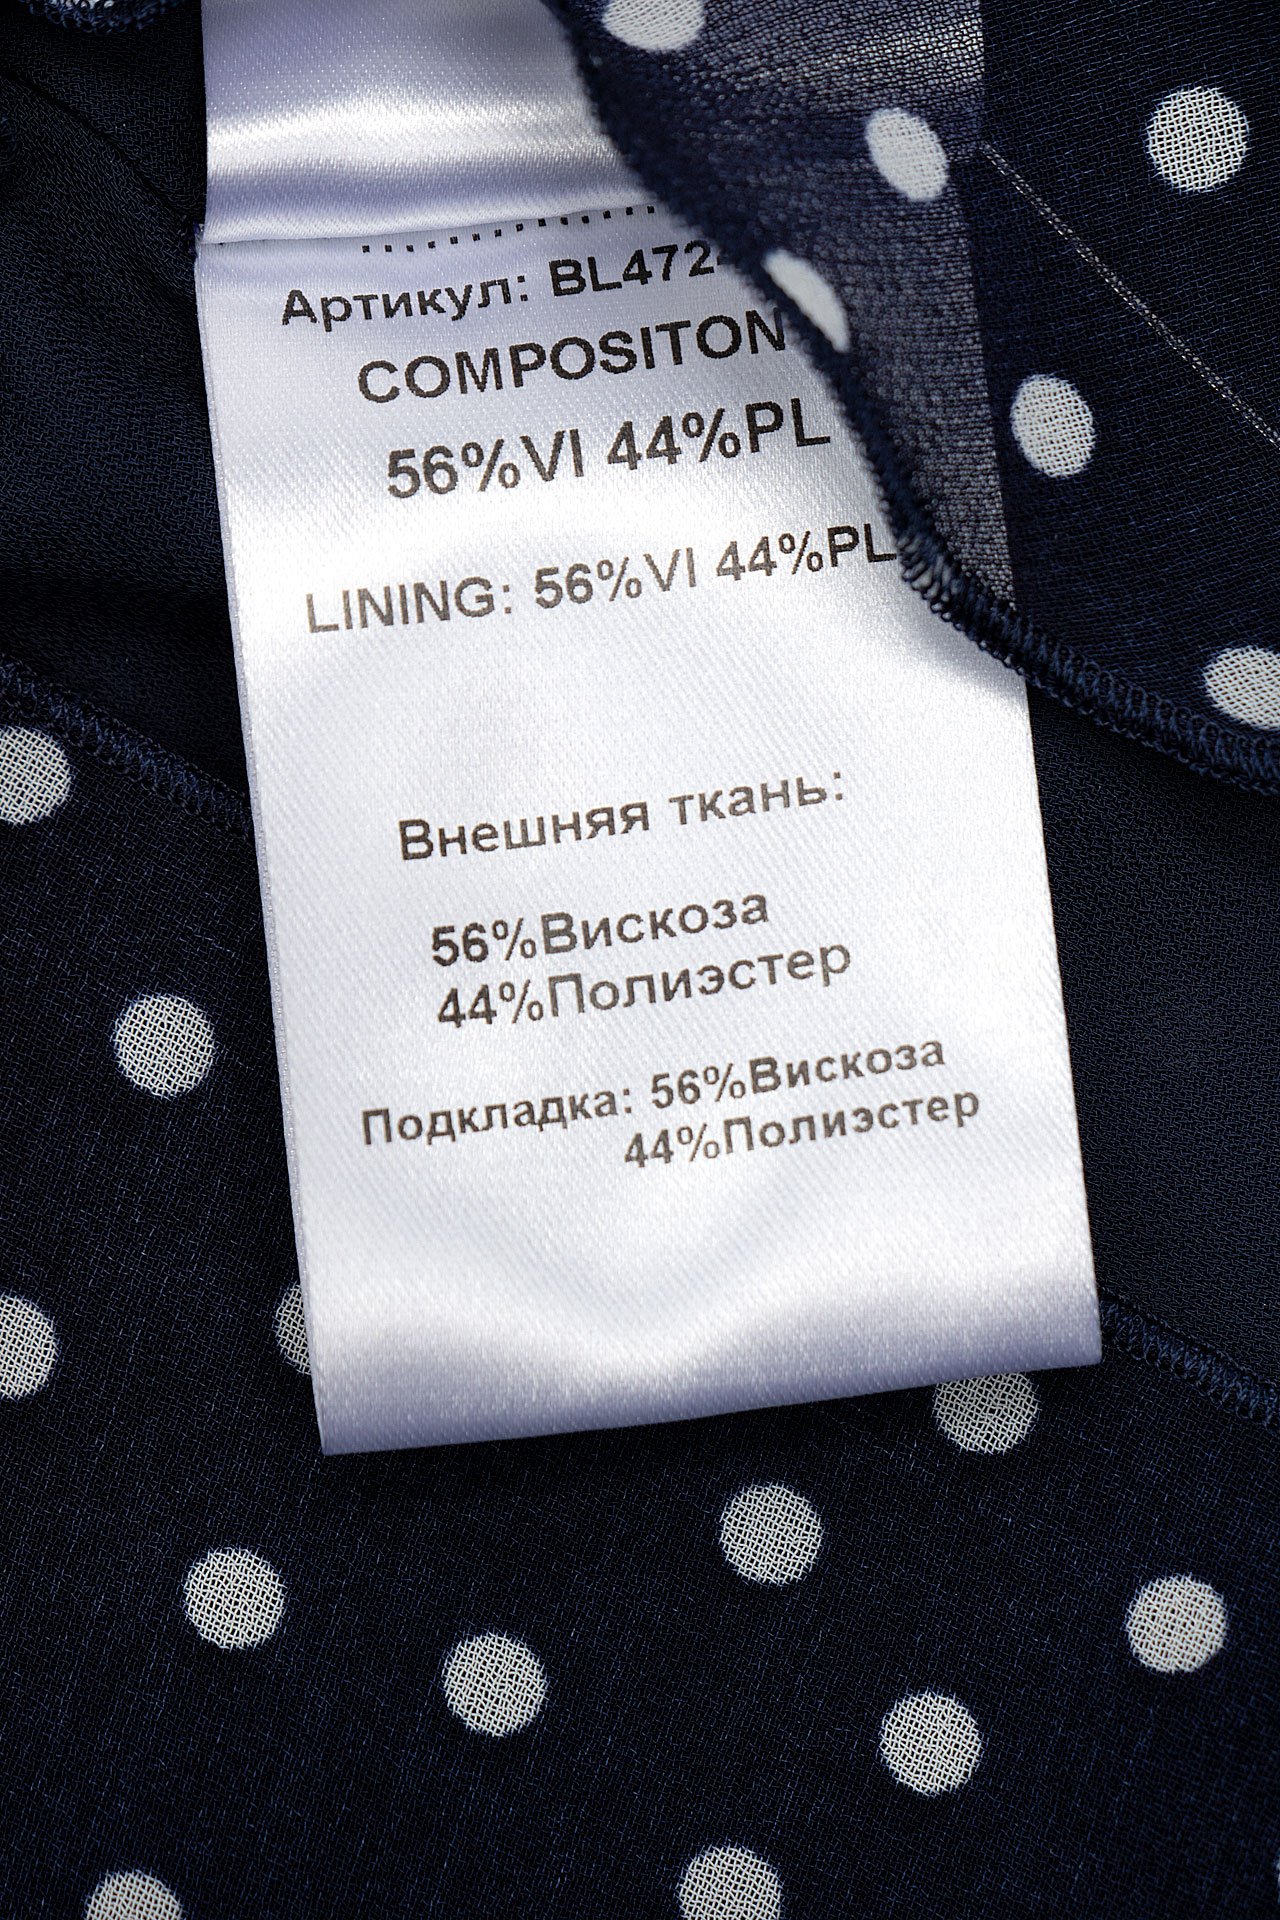 Артикул:
COMPOSITON
56%VI 44%PL
LINING: 56%VI 44%PL
Внешняя ткань:
56%Вискоза
44%Полиэстер
Подкладка: 56%Вискоза
44%Полиэстер